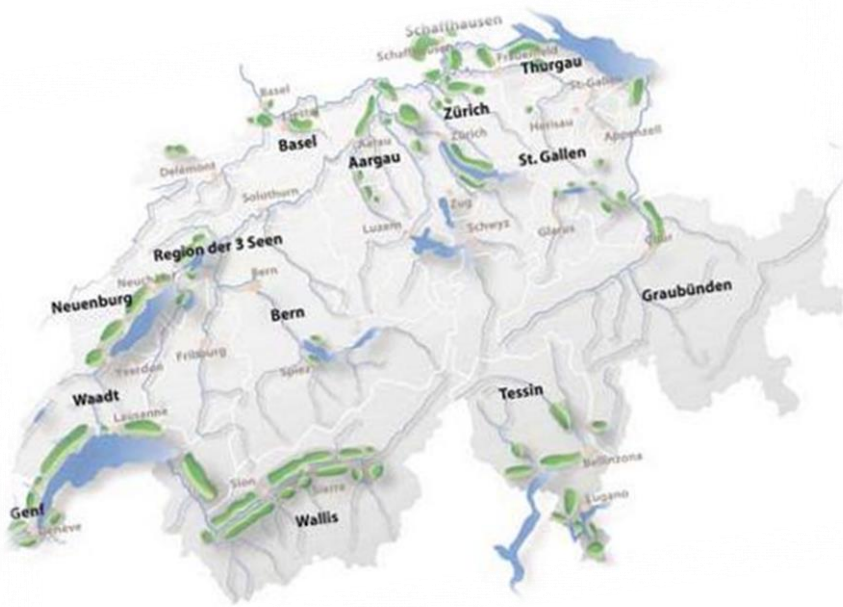 Schaffhausen
Schaffhausen
Frauenfeld
Thurgau
St. Gallen
Basel
Liestal
Basel
Zürich
Zürich
Herisau
Appenzell
Aarau
Aargau
St. Gallen
Delémont
Solothurn
Zug
Luzern
Schwyz
Glarus
Chur
Region der 3 Seen
Neuchâtel
Bern
Graubünden
Neuenburg
Bern
Fribourg
Yverdon
Spiez
Waadt
Lausanne
Tessin
Bellinzona
Sion
Sierre
Lugano
Genf
Genève
Wallis